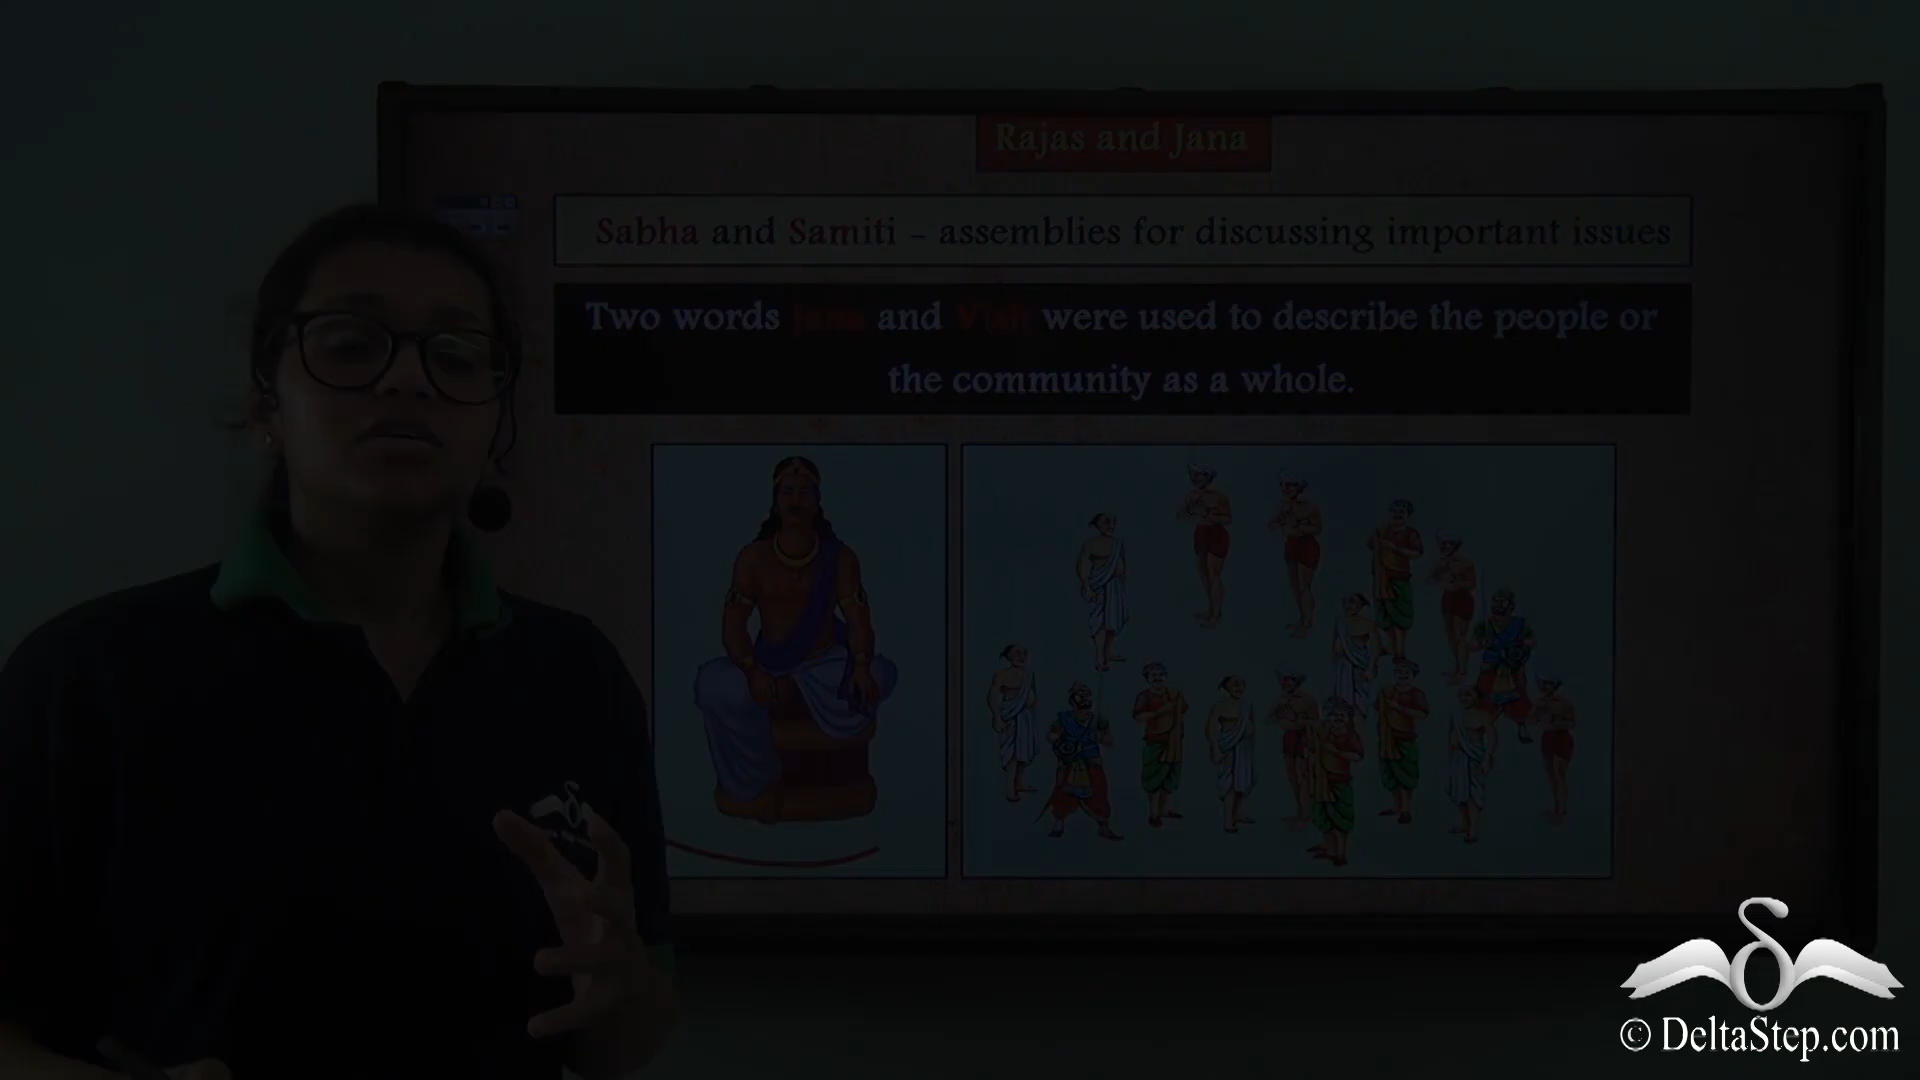 Rajas and Jana
Sabha and Samiti – assemblies for discussing important issues
Two words Jana and Vish were used to describe the people or
the community as a whole.
© DeltaStep.com